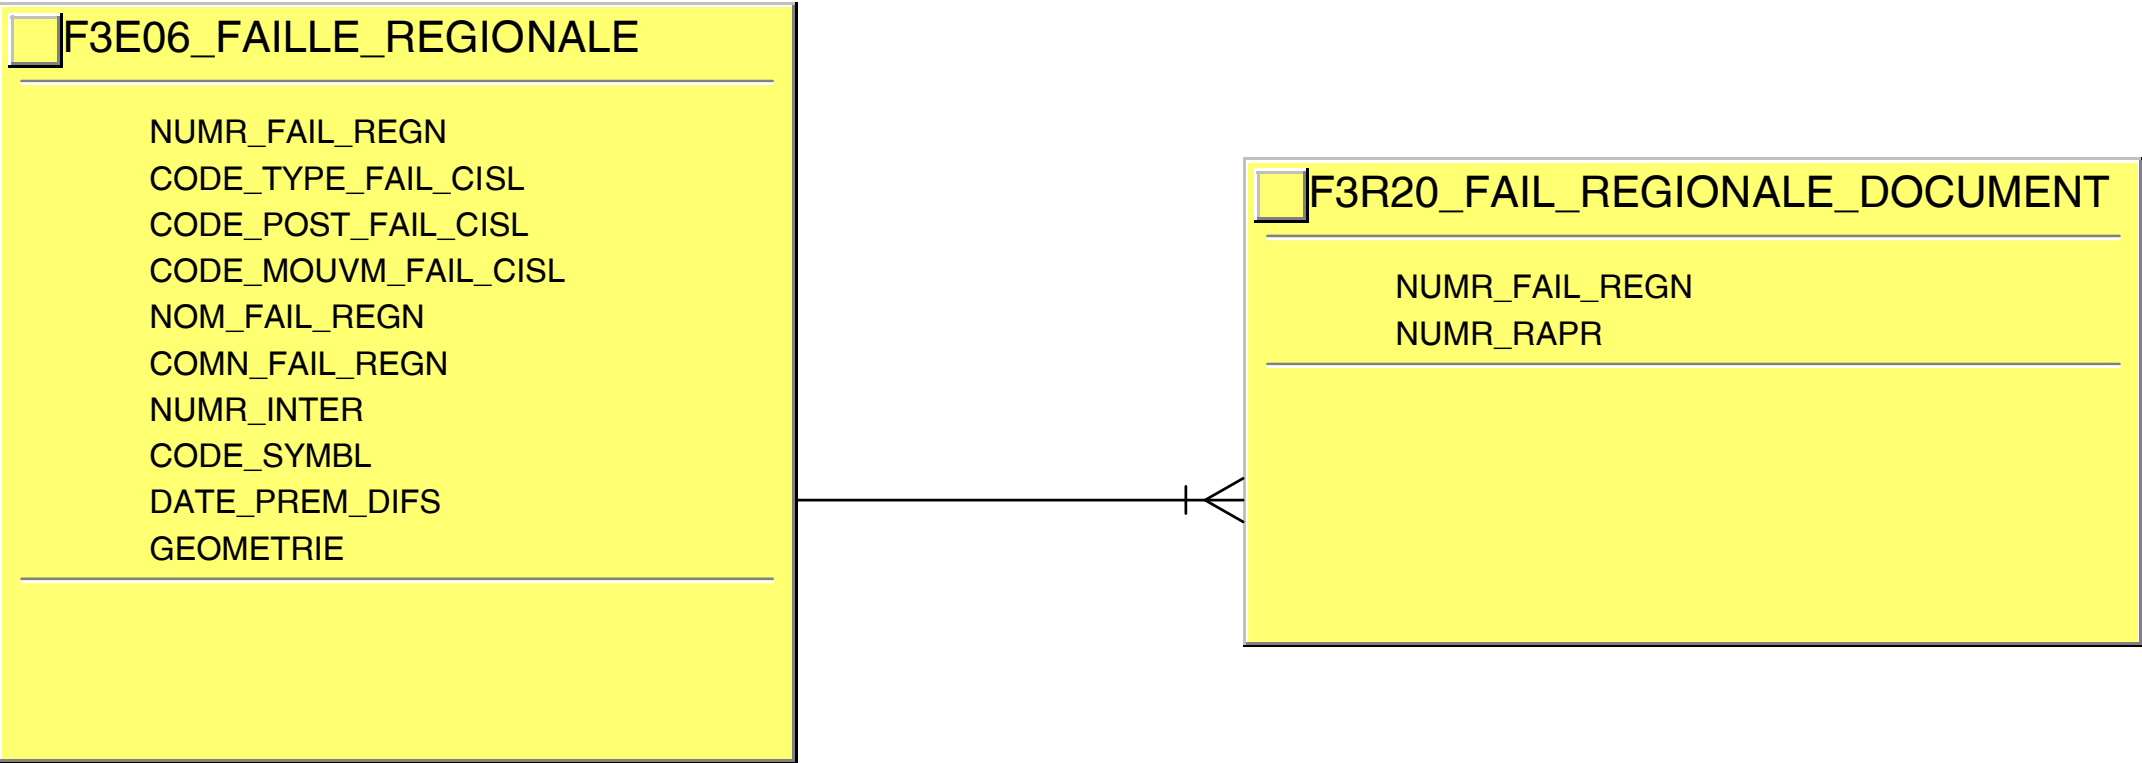 F3E06_FAILLE_REGIONALE
NUMR_FAIL_REGN
CODE_TYPE_FAIL_CISL
CODE_POST_FAIL_CISL
CODE_MOUVM_FAIL_CISL
NOM_FAIL_REGN
COMN_FAIL_REGN
NUMR_INTER
CODE_SYMBL
DATE_PREM_DIFS
GEOMETRIE
F3R20_FAIL_REGIONALE_DOCUMENT
NUMR_FAIL_REGN
NUMR_RAPR